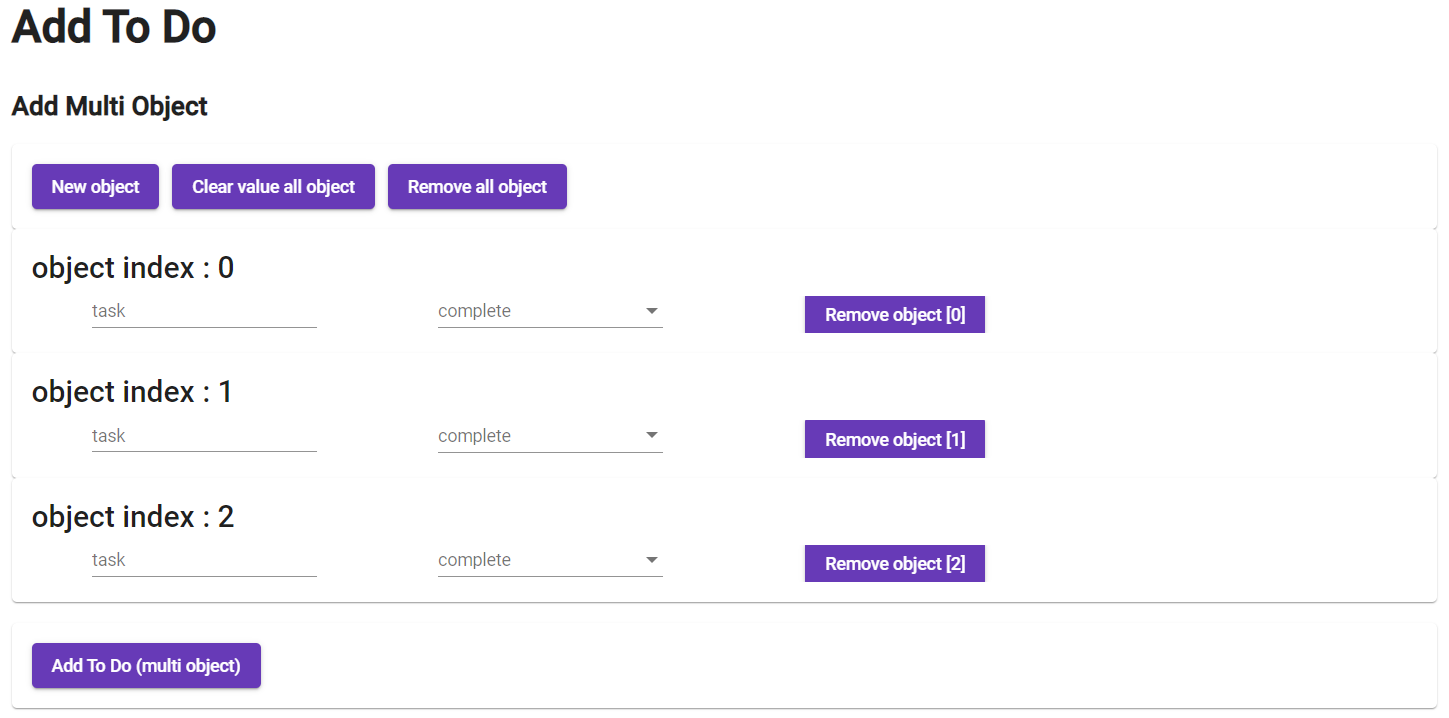 Add To Do
Add Multi Object
New object Clear value all object Remove all object
object index : 0
task complete Remove object [0]
object index : 1
task complete Remove object [1]
object index : 2
task complete Remove object [2]
Add To Do (multi object)